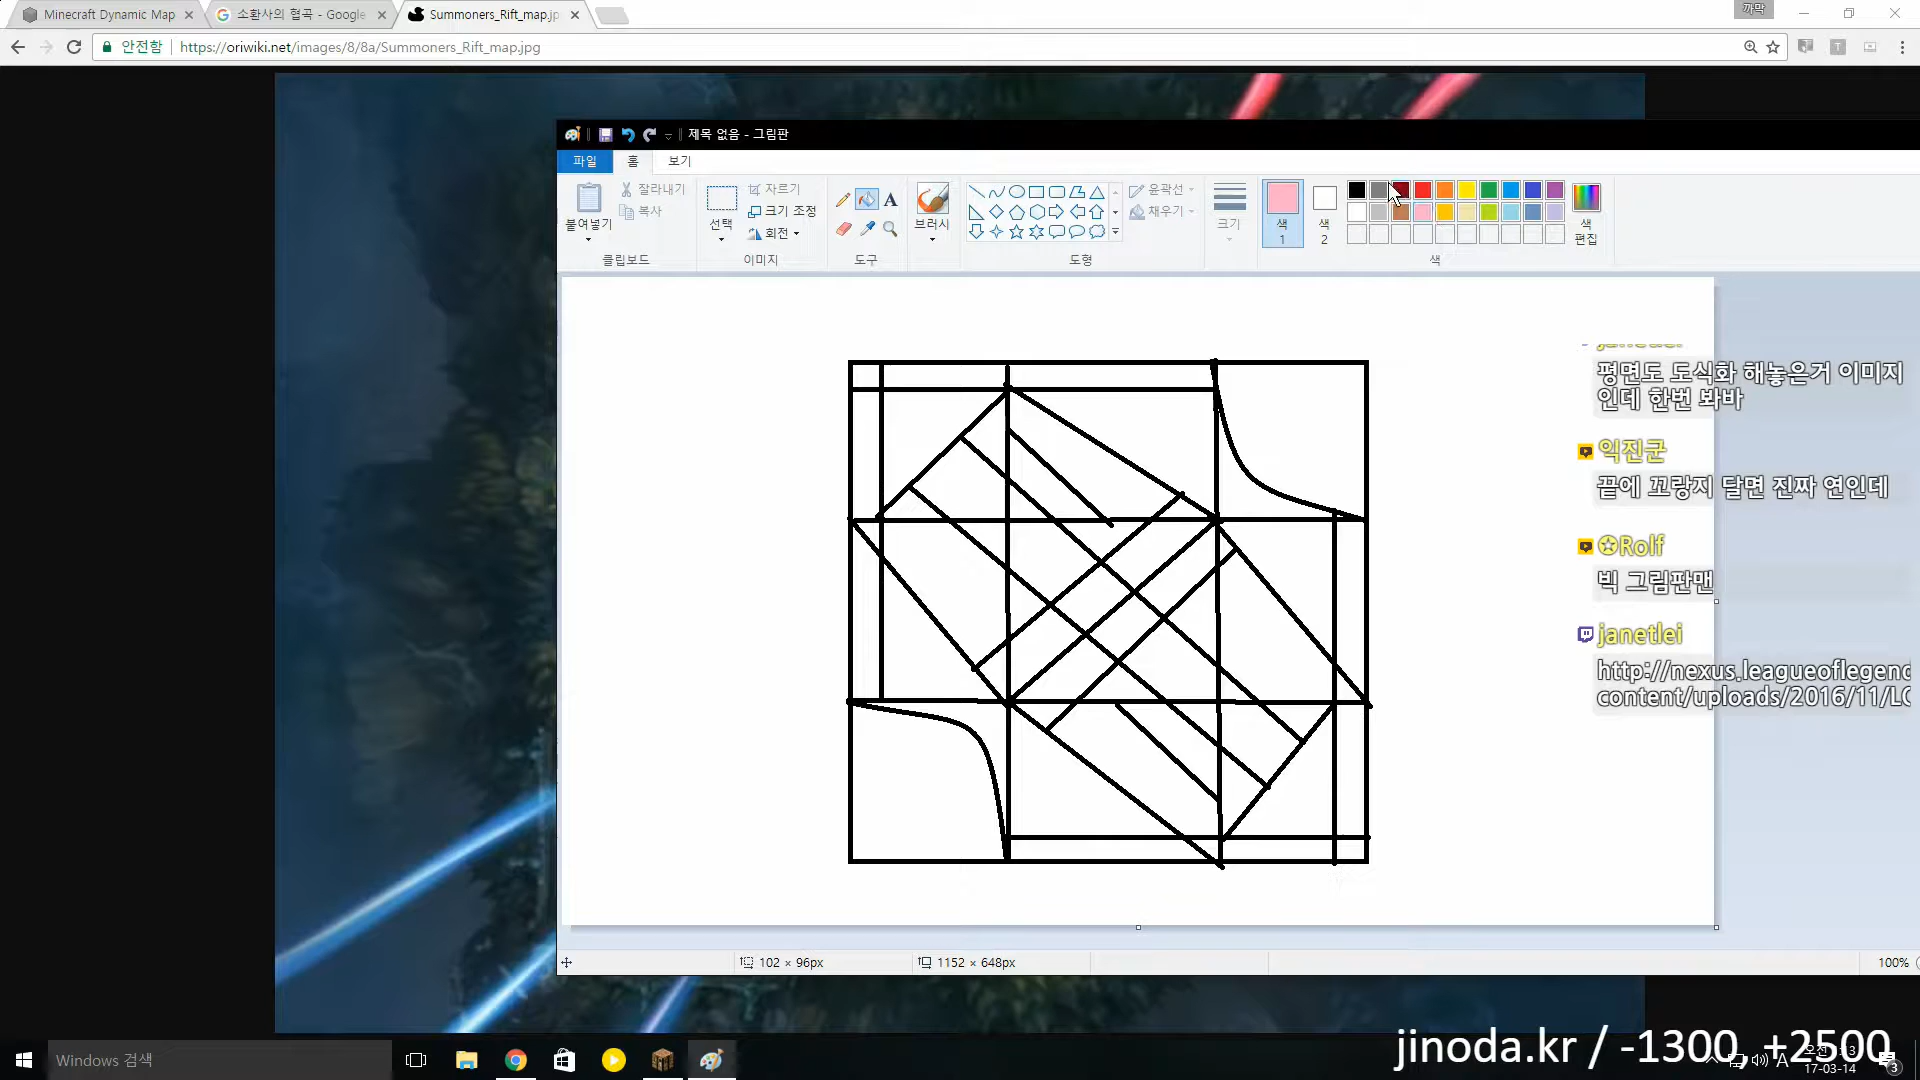 Minecraft Dynamic Map
소환사의 협곡 - Google
Summoners_Rift_map.jp
까막
안전함
https://oriwiki.net/images/8/8a/Summoners_Rift_map.jpg
제목 없음 - 그림판
파일
홈
보기
붙여넣기
잘라내기
복사
클립보드
선택
자르기
크기 조정
회전
이미지
A
도구
브러시
윤곽선
채우기
도형
크기
색
1
색
2
색
편집
색
janetlei
평면도 도식화 해놓은거 이미지
인데 한번 봐바
익진군
끝에 꼬랑지 달면 진짜 연인데
✪Rolf
빅 그림판맨
janetlei
http://nexus.leagueoflegend
content/uploads/2016/11/LC
102 × 96px
1152 × 648px
100%
jinoda.kr / -1300, +2500
Windows 검색
A
17-03-14
3